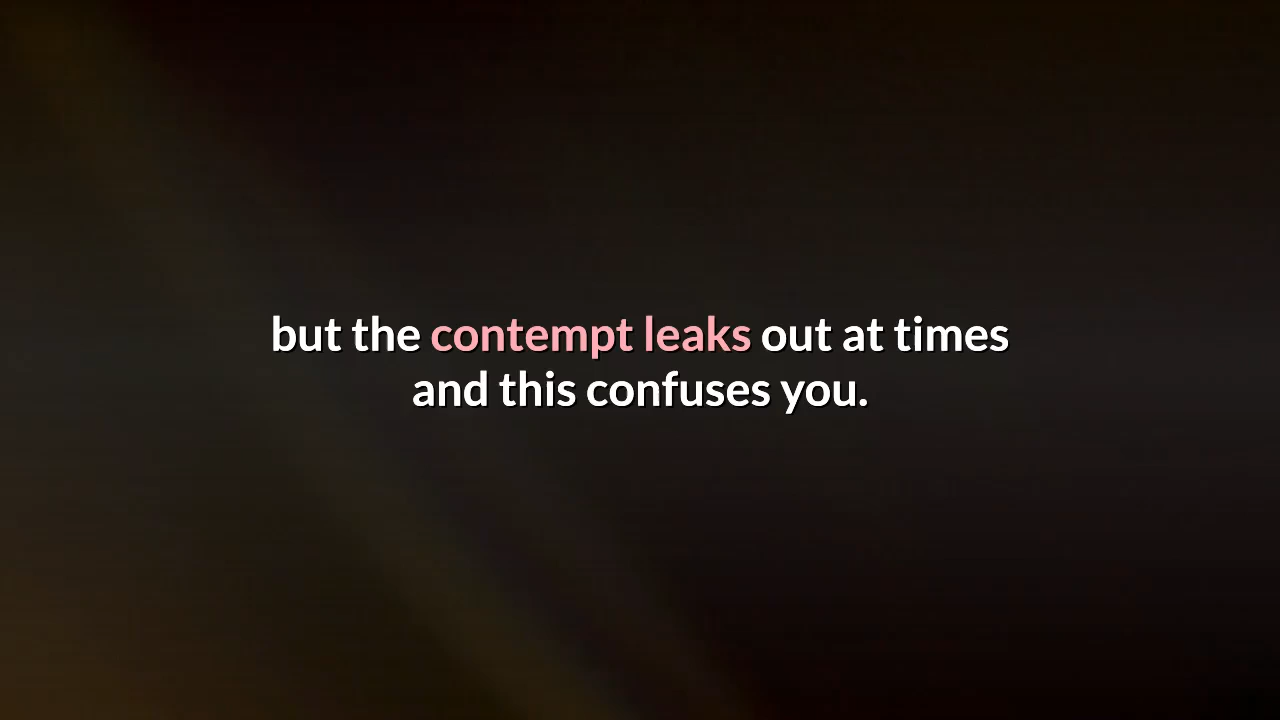 but the contempt leaks out at times
and this confuses you.